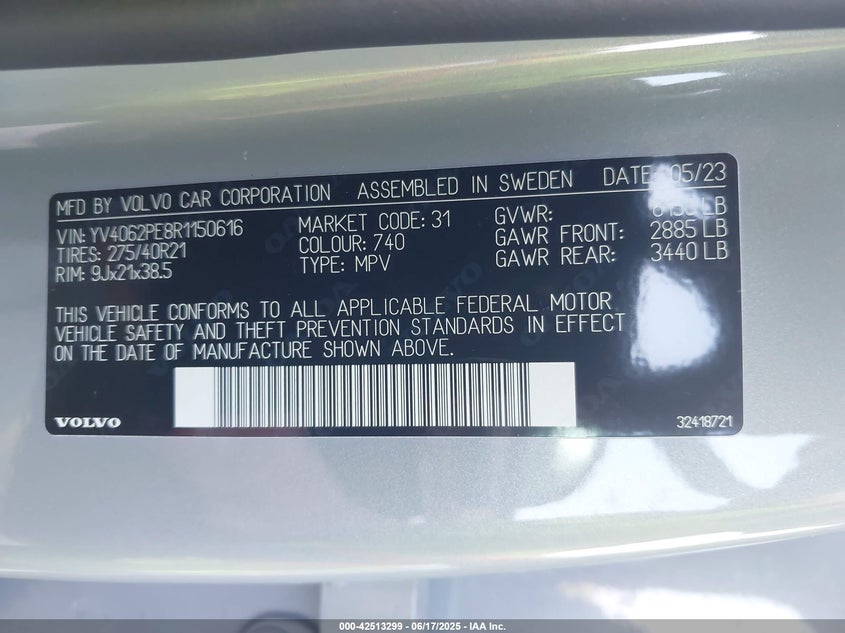 MFD BY VOLVO CAR CORPORATION ASSEMBLED IN SWEDEN DATE 05/23
VIN: YV4062PE8R1150616 MARKET CODE: 31 GVWR: LB
TIRES: 275/40R21 COLOUR: 740 GAWR FRONT: 2885 LB
RIM: 9Jx21x38.5 TYPE: MPV GAWR REAR: 3440 LB
THIS VEHICLE CONFORMS TO ALL APPLICABLE FEDERAL MOTOR
VEHICLE SAFETY AND THEFT PREVENTION STANDARDS IN EFFECT
ON THE DATE OF MANUFACTURE SHOWN ABOVE.
VOLVO 32418721
000-42513299 - 06/17/2025 - IAA Inc.